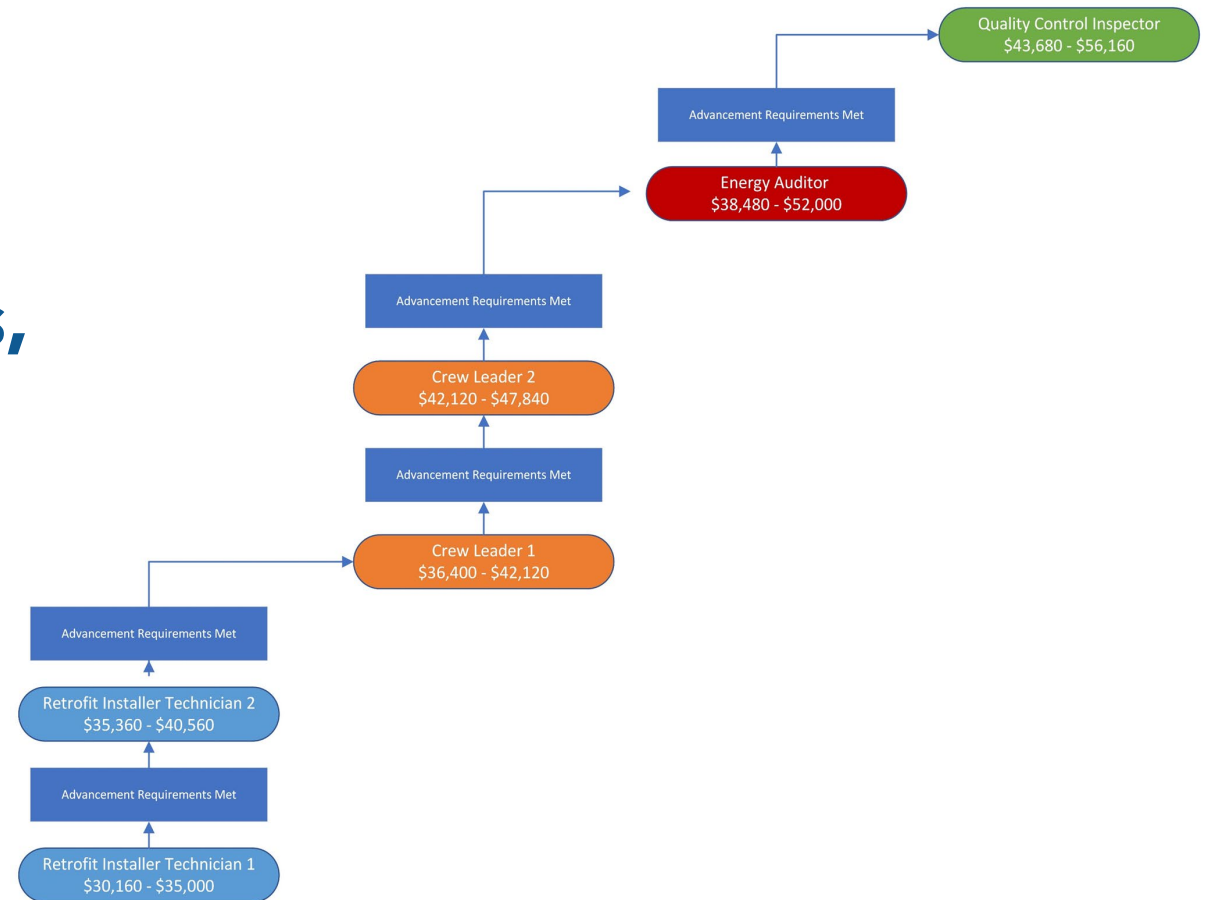 Quality Control Inspector
$43,680 - $56,160
Advancement Requirements Met
Energy Auditor
$38,480 - $52,000
Advancement Requirements Met
Crew Leader 2
$42,120 - $47,840
Advancement Requirements Met
Crew Leader 1
$36,400 - $42,120
Advancement Requirements Met
Retrofit Installer Technician 2
$35,360 - $40,560
Advancement Requirements Met
Retrofit Installer Technician 1
$30,160 - $35,000